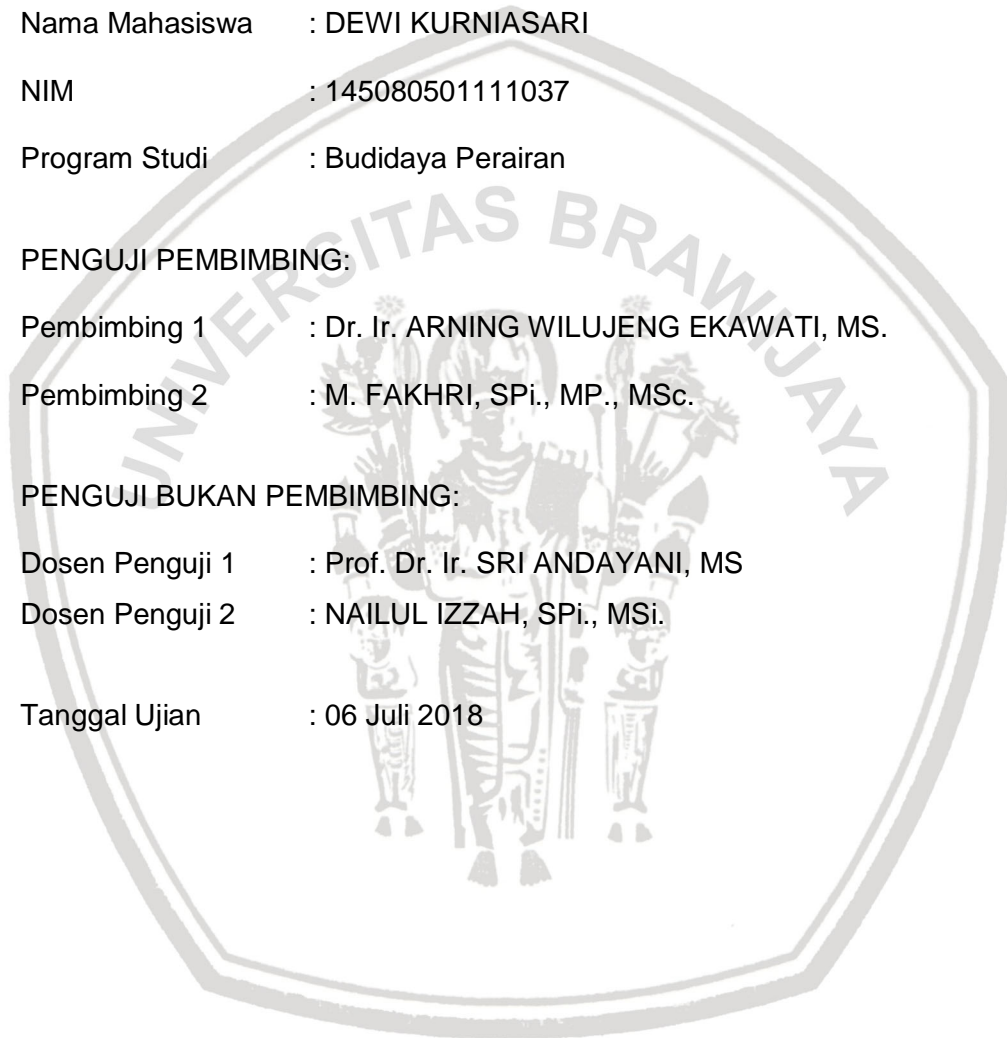 Nama Mahasiswa : DEWI KURNIASARI
NIM : 145080501111037
Program Studi : Budidaya Perairan
UNIVERSITAS BRAWIJAYA
PENGUJI PEMBIMBING:
Pembimbing 1 : Dr. Ir. ARNING WILUJENG EKAWATI, MS.
Pembimbing 2 : M. FAKHRI, SPi., MP., MSc.
PENGUJI BUKAN PEMBIMBING:
Dosen Penguji 1 : Prof. Dr. Ir. SRI ANDAYANI, MS
Dosen Penguji 2 : NAILUL IZZAH, SPi., MSi.
Tanggal Ujian : 06 Juli 2018